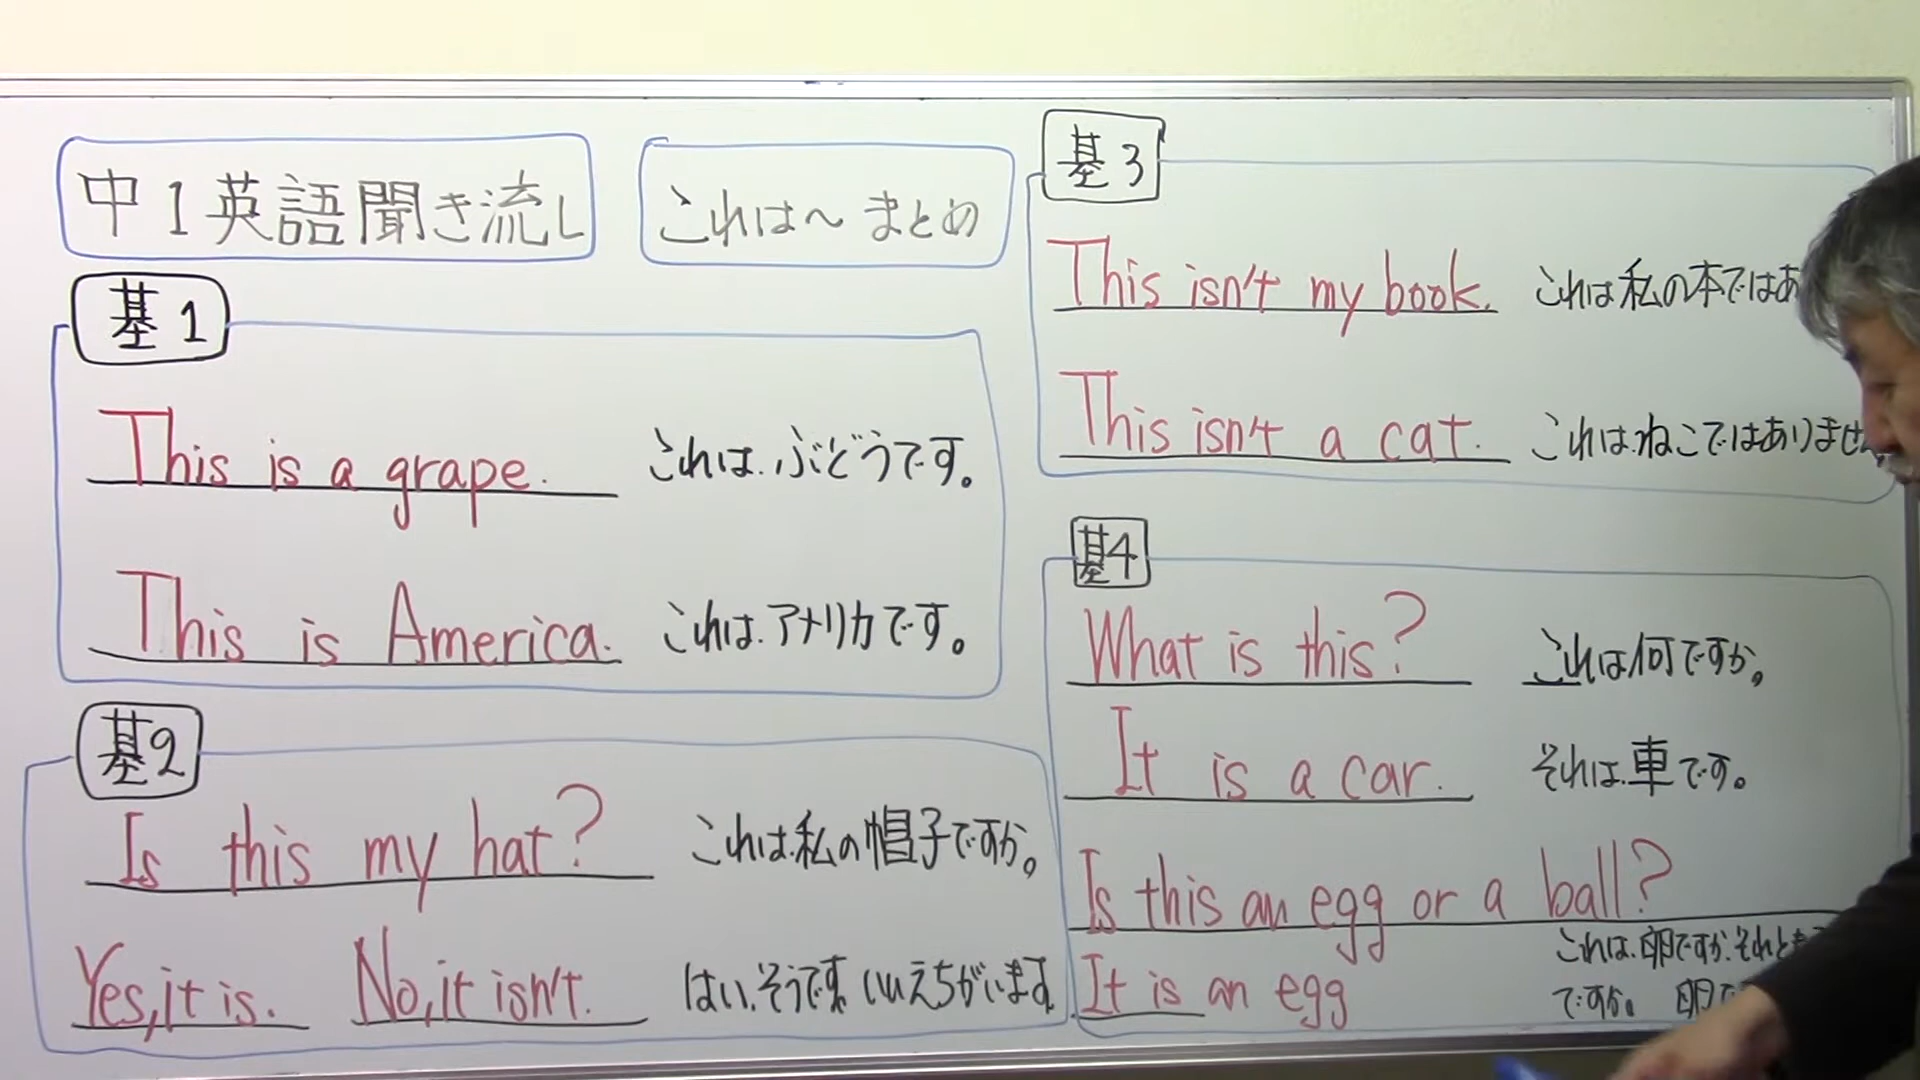 中1英語聞き流し
これは～まとめ
基1
This is a grape. これは.ぶどうです。
This is America. これは.アメリカです。
基2
Is this my hat? これは.私の帽子ですか。
Yes,it is. No,it isn't. はい.そうです。いいえちがいます
基3
This isn't my book. これは私の本ではあ
This isn't a cat. これは.ねこではありませ
基4
What is this? これは何ですか。
It is a car. それは.車です。
Is this an egg or a ball?
これは.卵ですか.それとも
It is an egg ですか。